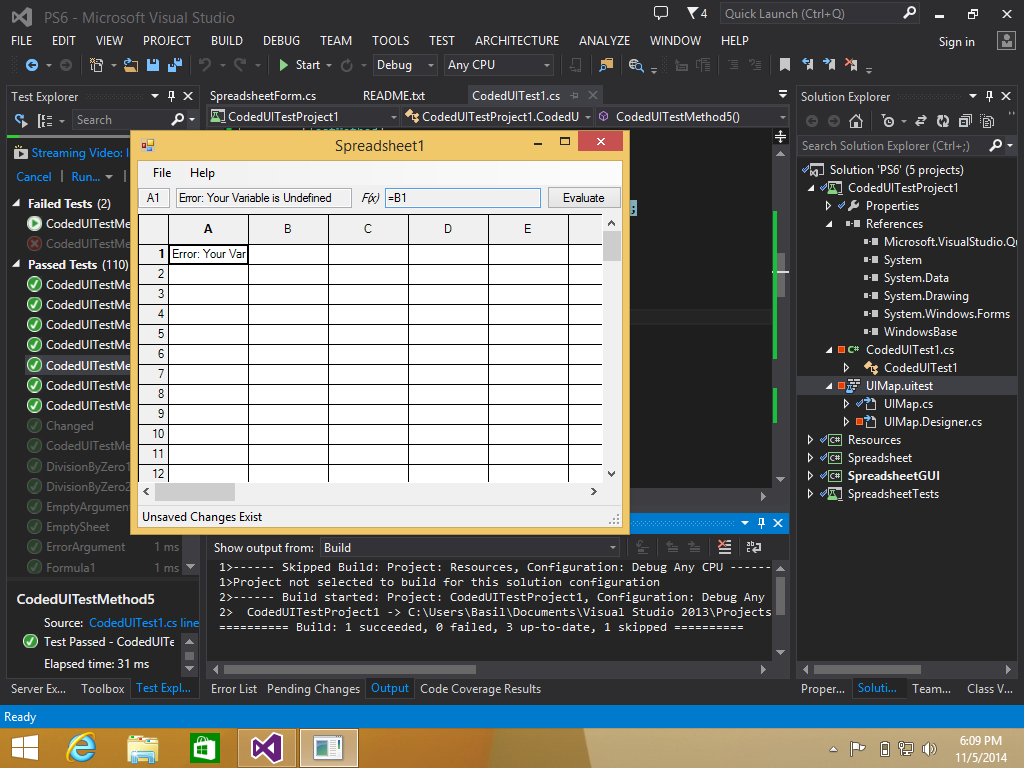 PS6 - Microsoft Visual Studio
4
Quick Launch (Ctrl+Q)
FILE EDIT VIEW PROJECT BUILD DEBUG TEAM TOOLS TEST ARCHITECTURE ANALYZE WINDOW HELP
Sign in
Start Debug Any CPU
Test Explorer
Search
Streaming Video: I
Cancel | Run...
Failed Tests (2)
CodedUITestMe
CodedUITestMe
Passed Tests (110)
CodedUITestMe
CodedUITestMe
CodedUITestMe
CodedUITestMe
CodedUITestMe
CodedUITestMe
CodedUITestMe
Changed
CodedUITestMe
DivisionByZero1
DivisionByZero2
EmptyArgumen
EmptySheet
ErrorArgument 1 ms
Formula1 1 ms
CodedUITestMethod5
Source: CodedUITest1.cs line
Test Passed - CodedUITe
Elapsed time: 31 ms
Server Ex... Toolbox Test Expl...
SpreadsheetForm.cs README.txt CodedUITest1.cs
CodedUITestProject1 CodedUITestProject1.CodedU CodedUITestMethod5()
Spreadsheet1
File Help
A1 Error: Your Variable is Undefined F(x) =B1 Evaluate
A B C D E
1 Error: Your Var
2
3
4
5
6
7
8
9
10
11
12
Unsaved Changes Exist
Show output from: Build
1>------ Skipped Build: Project: Resources, Configuration: Debug Any CPU ------
1>Project not selected to build for this solution configuration
2>------ Build started: Project: CodedUITestProject1, Configuration: Debug Any
2> CodedUITestProject1 -> C:\Users\Basil\Documents\Visual Studio 2013\Projects
========== Build: 1 succeeded, 0 failed, 3 up-to-date, 1 skipped ==========
Error List Pending Changes Output Code Coverage Results
Solution Explorer
Search Solution Explorer (Ctrl+;)
Solution 'PS6' (5 projects)
CodedUITestProject1
Properties
References
Microsoft.VisualStudio.Qu
System
System.Data
System.Drawing
System.Windows.Forms
WindowsBase
CodedUITest1.cs
CodedUITest1
UIMap.uitest
UIMap.cs
UIMap.Designer.cs
Resources
Spreadsheet
SpreadsheetGUI
SpreadsheetTests
Proper... Soluti... Team... Class V...
Ready
6:09 PM
11/5/2014